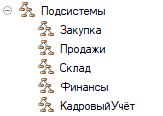 Подсистемы
Закупка
Продажи
Склад
Финансы
КадровыйУчёт